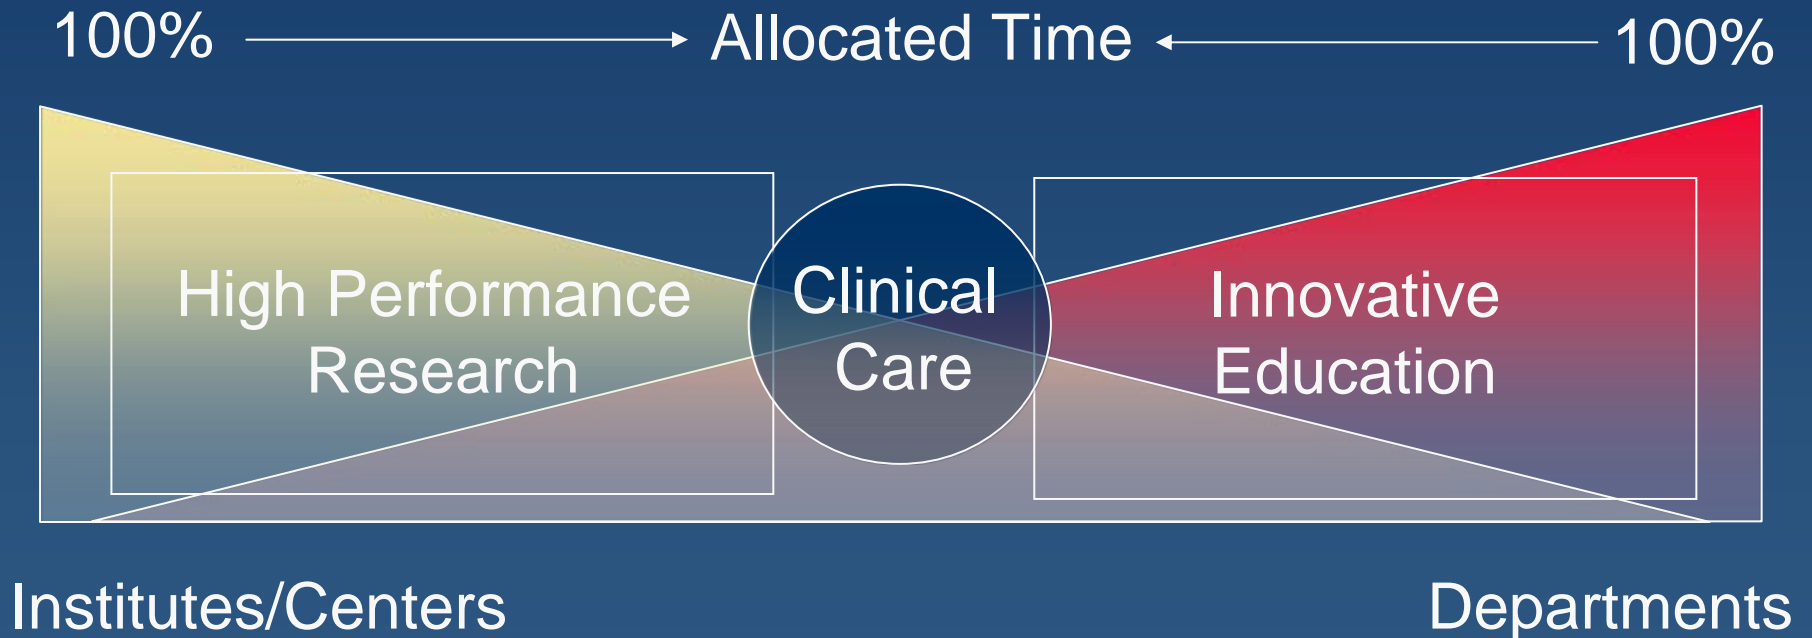 100% Allocated Time 100%
High Performance
Research
Clinical
Care
Innovative
Education
Institutes/Centers Departments